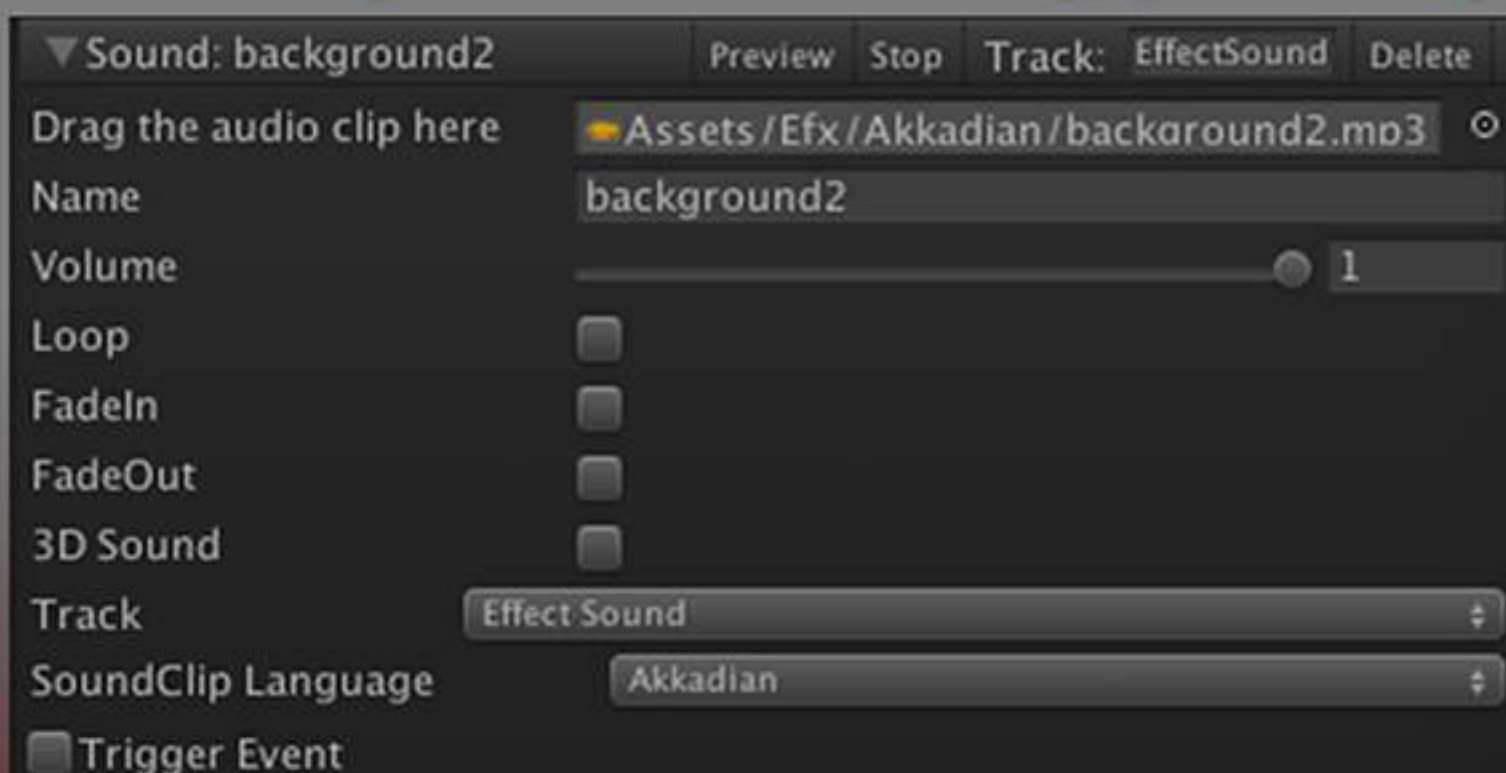 Sound: background2 Preview Stop Track: EffectSound Delete
Drag the audio clip here Assets/Efx/Akkadian/background2.mp3
Name background2
Volume 1
Loop
FadeIn
FadeOut
3D Sound
Track Effect Sound
SoundClip Language Akkadian
Trigger Event